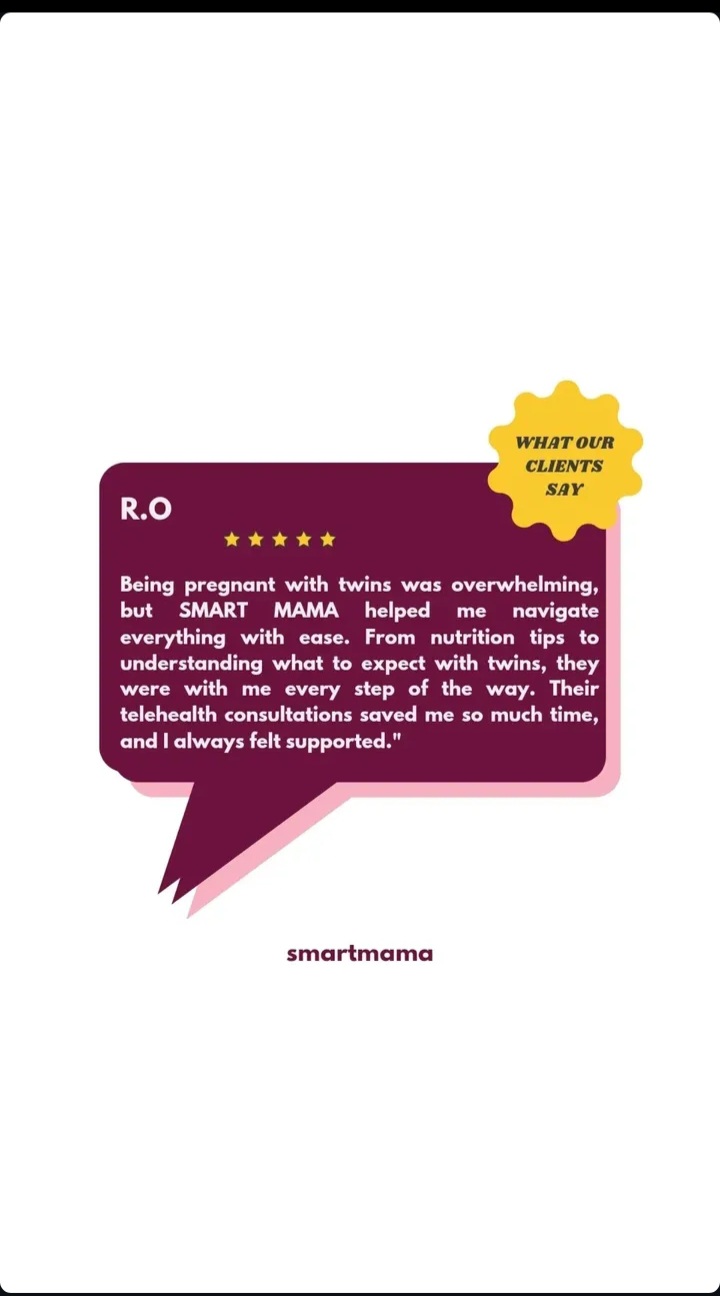 WHAT OUR
CLIENTS
SAY
R.O
Being pregnant with twins was overwhelming,
but SMART MAMA helped me navigate
everything with ease. From nutrition tips to
understanding what to expect with twins, they
were with me every step of the way. Their
telehealth consultations saved me so much time,
and I always felt supported."
smartmama